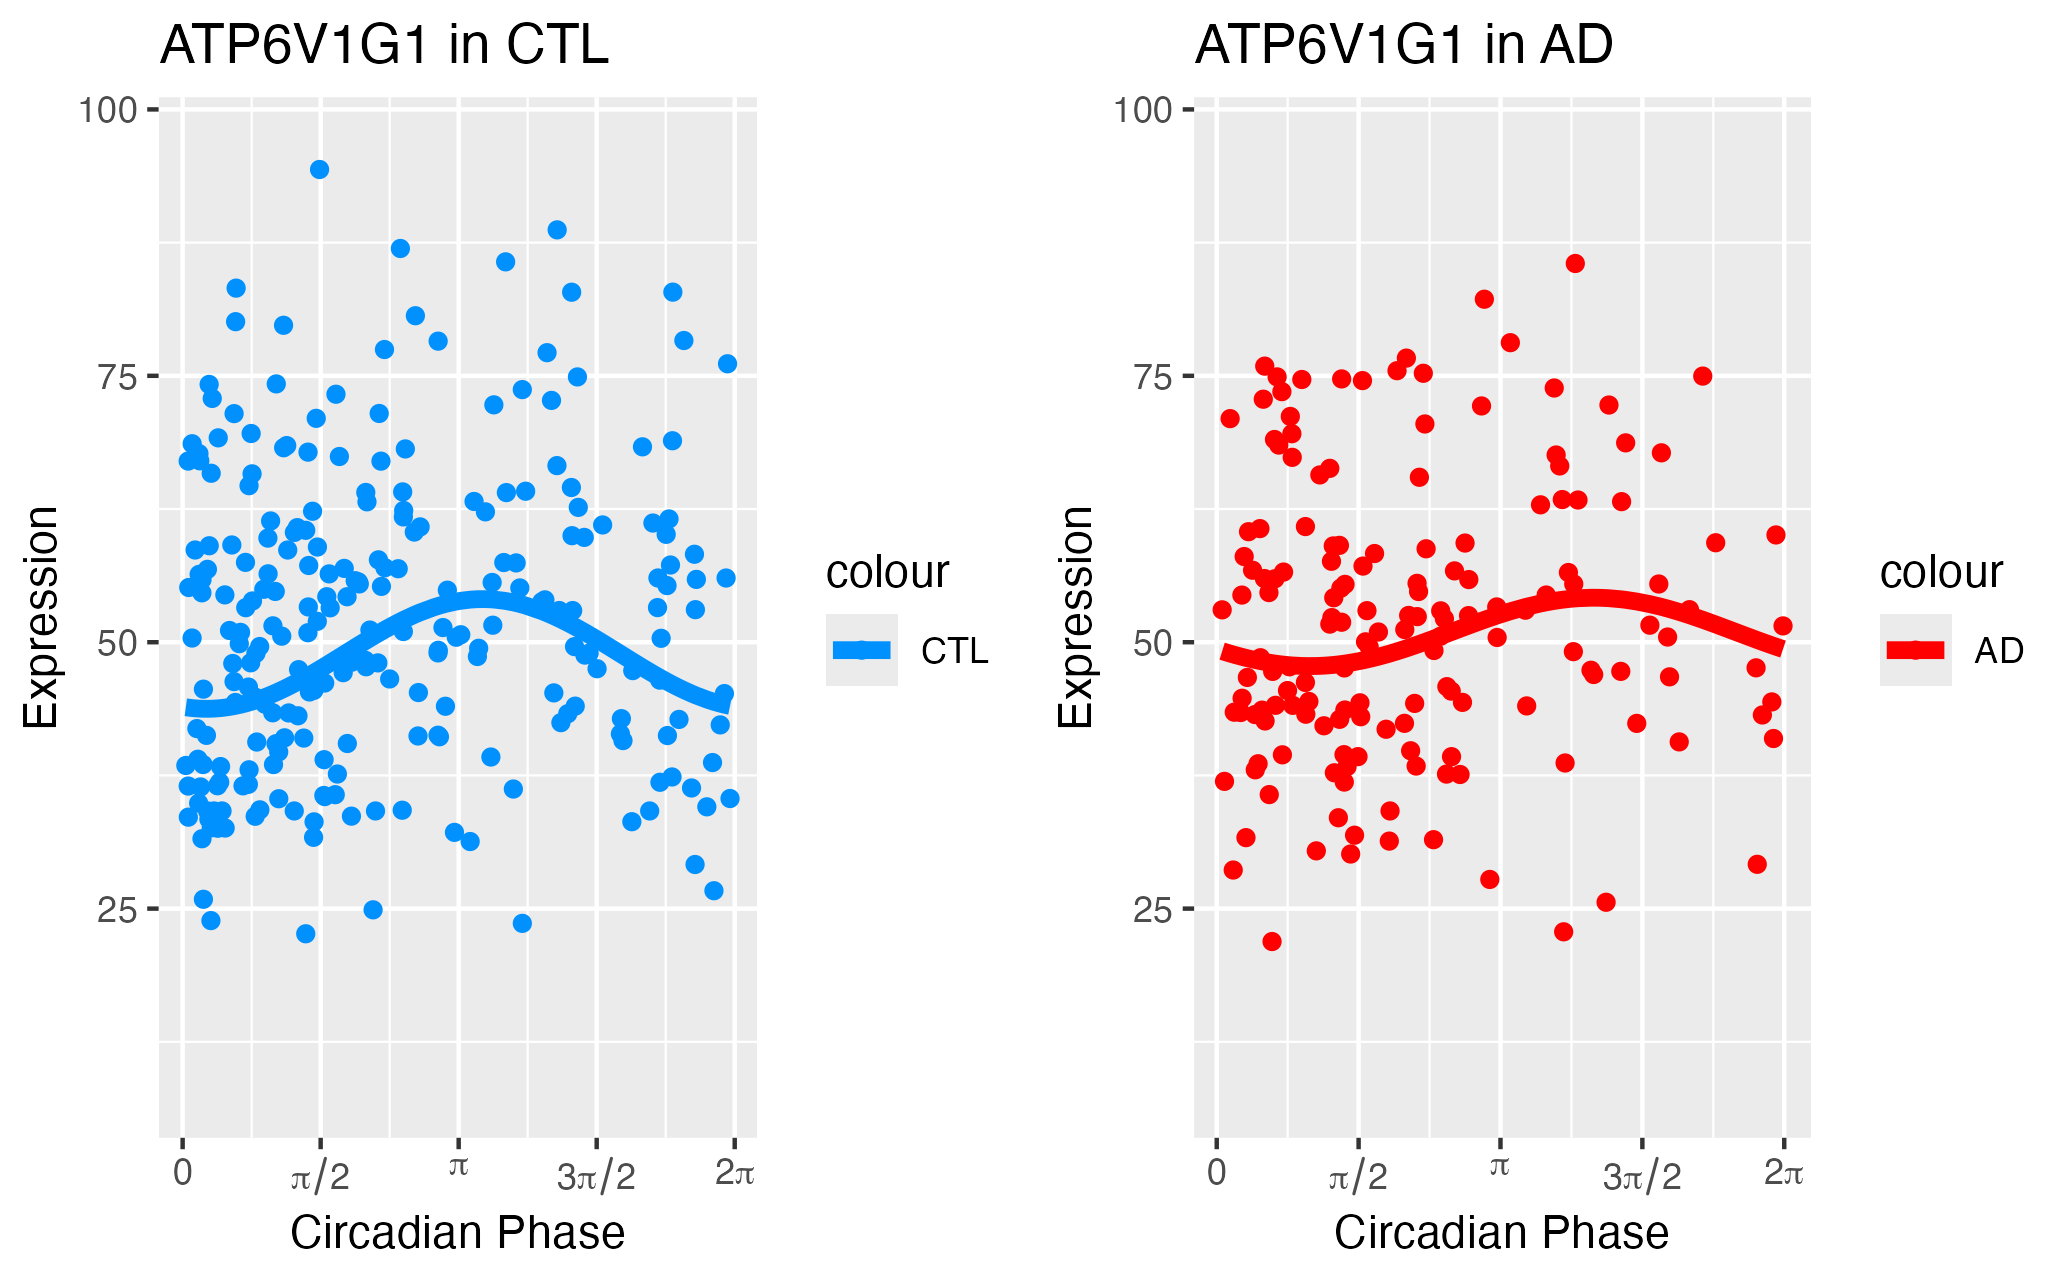 ATP6V1G1 in CTL
100
75
50
25
Expression
0
π/2
π
3π/2
2π
Circadian Phase
colour
CTL
ATP6V1G1 in AD
100
75
50
25
Expression
0
π/2
π
3π/2
2π
Circadian Phase
colour
AD